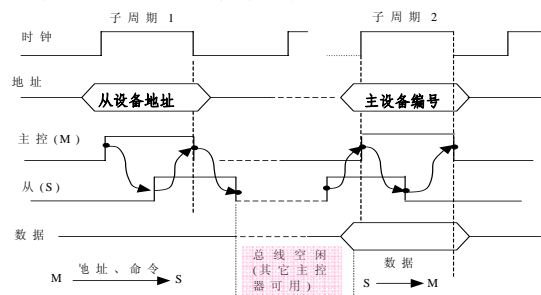 子周期1 子周期2
时钟
地址 从设备地址 主设备编号
主控(M)
从(S)
数据
总线空闲
(其它主控
器可用)
数据
地址、命令
M S S M